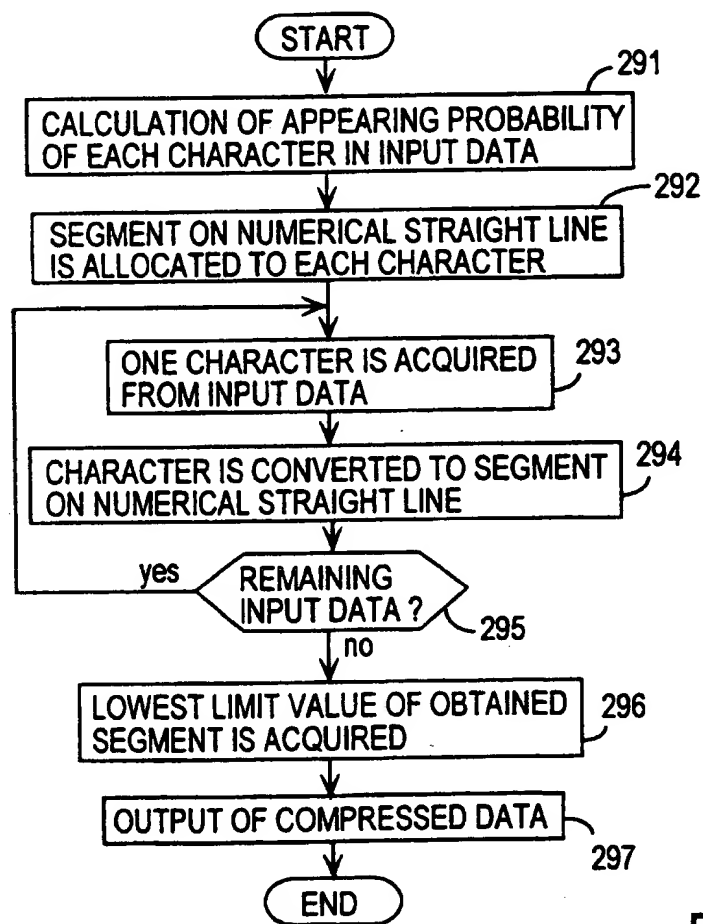 START
291
CALCULATION OF APPEARING PROBABILITY
OF EACH CHARACTER IN INPUT DATA
292
SEGMENT ON NUMERICAL STRAIGHT LINE
IS ALLOCATED TO EACH CHARACTER
ONE CHARACTER IS ACQUIRED
FROM INPUT DATA
293
CHARACTER IS CONVERTED TO SEGMENT
ON NUMERICAL STRAIGHT LINE
294
yes
REMAINING
INPUT DATA ?
295
no
LOWEST LIMIT VALUE OF OBTAINED
SEGMENT IS ACQUIRED
296
OUTPUT OF COMPRESSED DATA
297
END